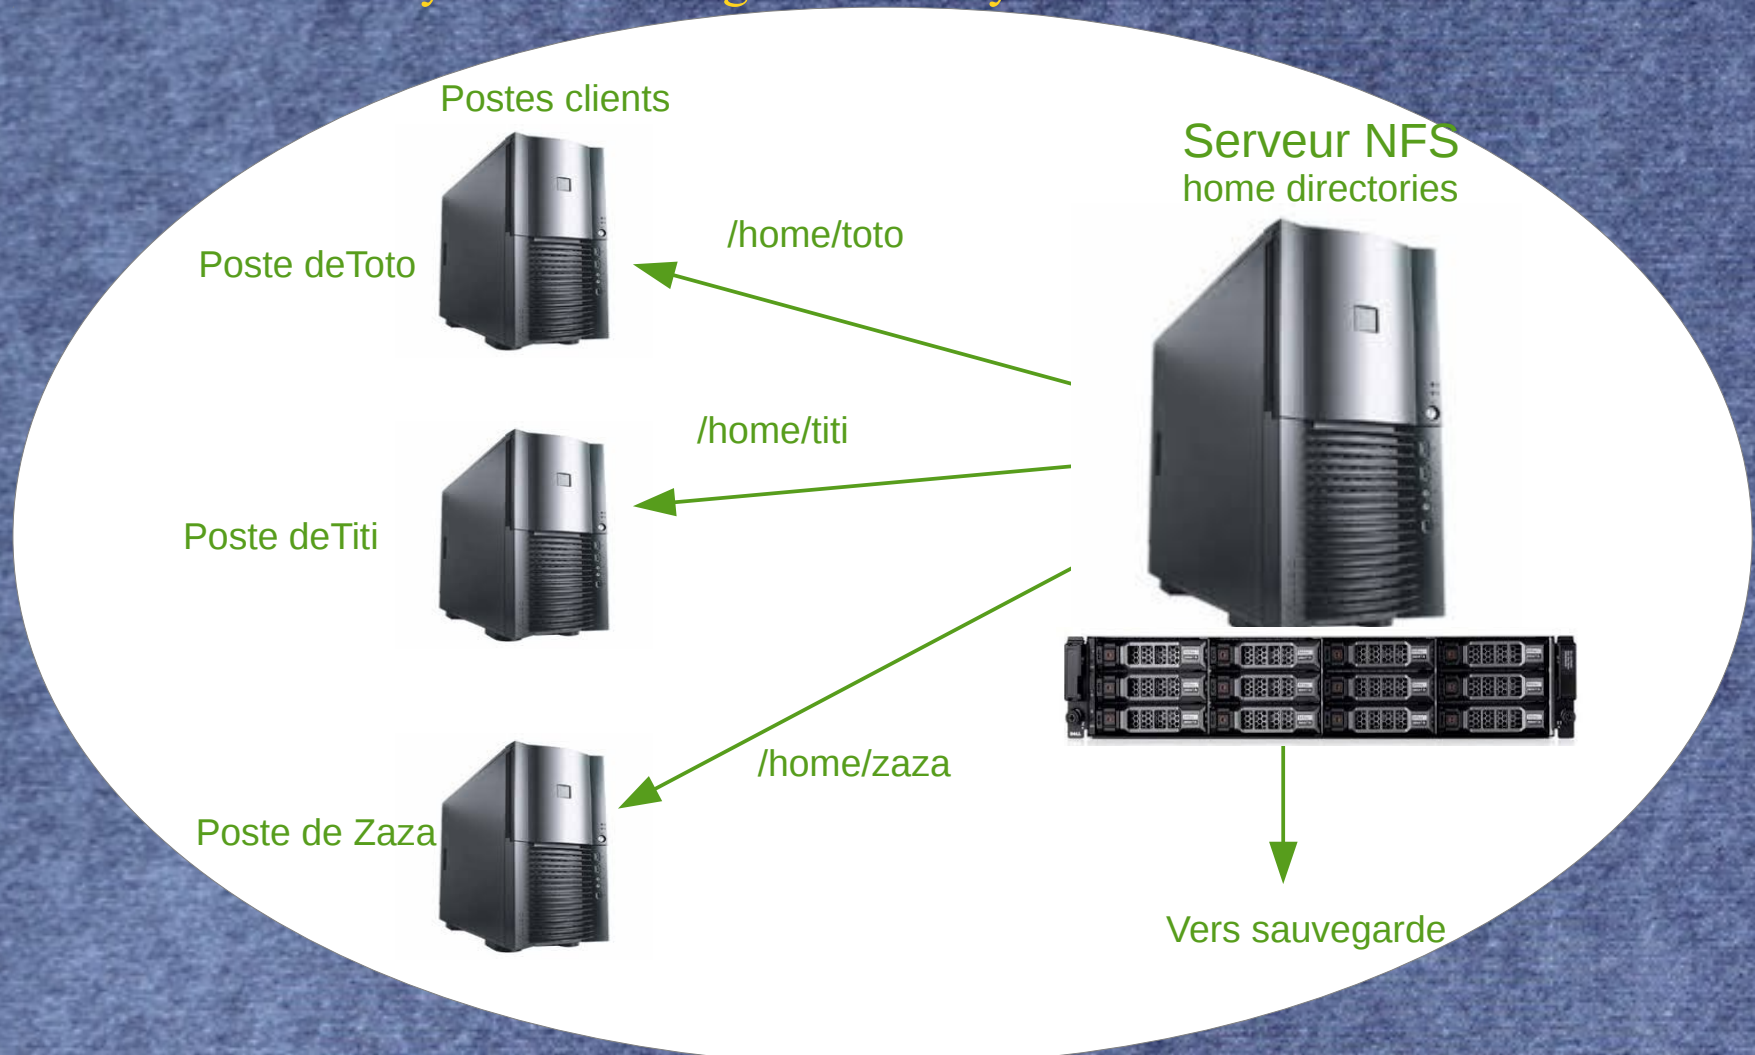 Postes clients
Serveur NFS
home directories
/home/toto
Poste deToto
/home/titi
Poste deTiti
/home/zaza
Poste de Zaza
Vers sauvegarde